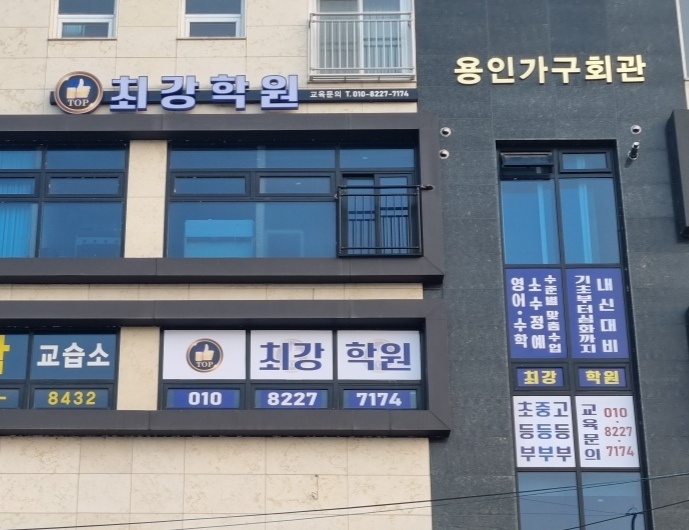 용인가구회관
TOP 최강학원 교육문의 T.010-8227-7174
영어·수학
소수정예
수준별 맞춤수업
기초부터심화까지
내신대비
교습소
8432
TOP 최강 학원
010 8227 7174
최강 학원
초등부
중등부
고등부
교육문의
010-8227-7174